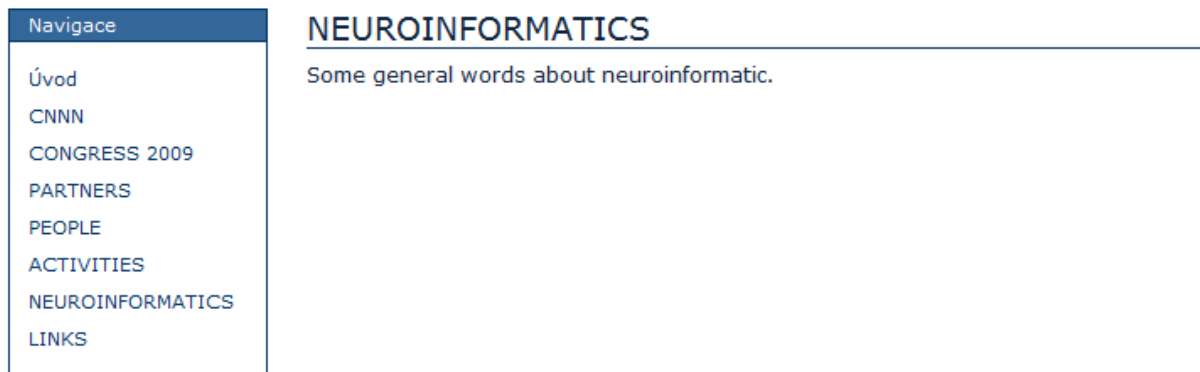 Navigace
Úvod
CNNN
CONGRESS 2009
PARTNERS
PEOPLE
ACTIVITIES
NEUROINFORMATICS
LINKS
NEUROINFORMATICS
Some general words about neuroinformatic.